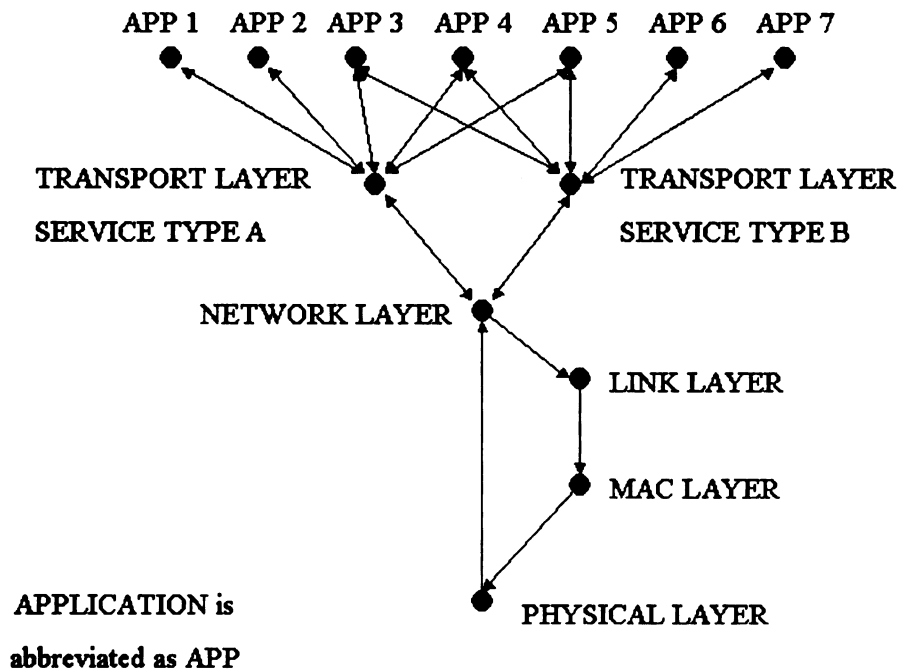 APP 1 APP 2 APP 3 APP 4 APP 5 APP 6 APP 7
TRANSPORT LAYER
SERVICE TYPE A
TRANSPORT LAYER
SERVICE TYPE B
NETWORK LAYER
LINK LAYER
MAC LAYER
PHYSICAL LAYER
APPLICATION is
abbreviated as APP